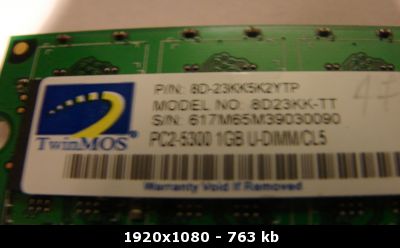 P/N: 8D-23KK5K2YTP
MODEL NO: 8D23KK-TT
S/N: 617M65M39030090
PC2-5300 1GB U-DIMM/CL5
TwinMOS®
Warranty Void If Removed
1920x1080 - 763 kb